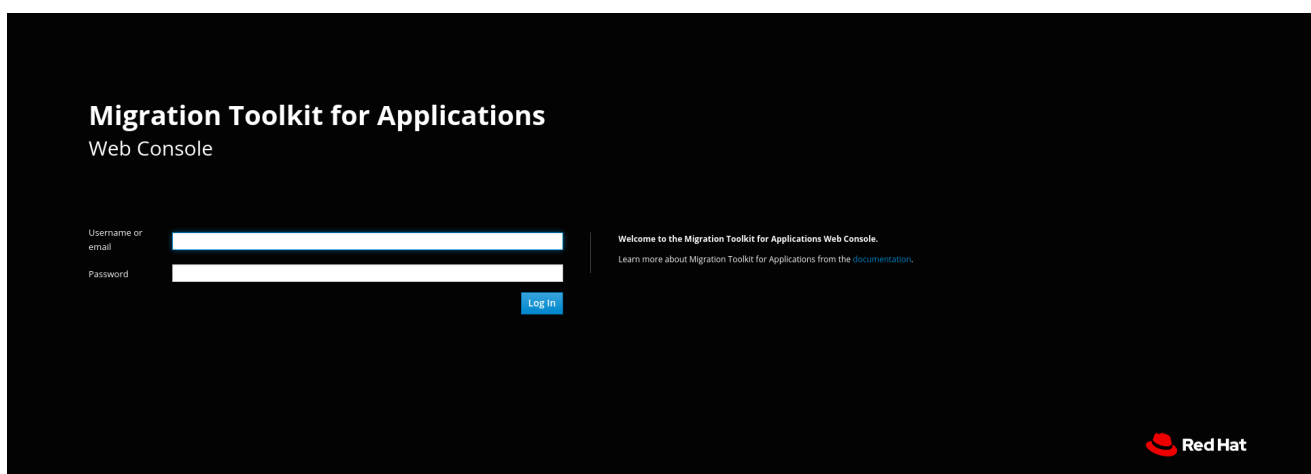 Migration Toolkit for Applications
Web Console
Username or
email
Password
Log In
Welcome to the Migration Toolkit for Applications Web Console.
Learn more about Migration Toolkit for Applications from the documentation.
Red Hat